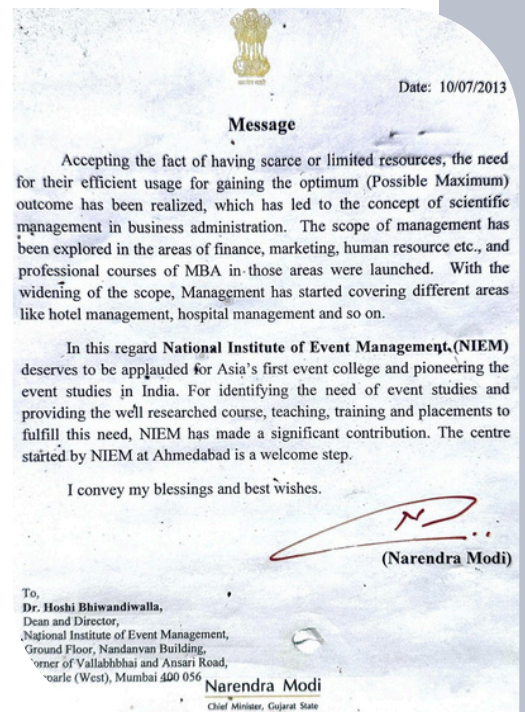 Date: 10/07/2013
Message
Accepting the fact of having scarce or limited resources, the need
for their efficient usage for gaining the optimum (Possible Maximum)
outcome has been realized, which has led to the concept of scientific
management in business administration. The scope of management has
been explored in the areas of finance, marketing, human resource etc., and
professional courses of MBA in those areas were launched. With the
widening of the scope, Management has started covering different areas
like hotel management, hospital management and so on.
In this regard National Institute of Event Management,(NIEM)
deserves to be applauded for Asia's first event college and pioneering the
event studies in India. For identifying the need of event studies and
providing the well researched course, teaching, training and placements to
fulfill this need, NIEM has made a significant contribution. The centre
started by NIEM at Ahmedabad is a welcome step.
I convey my blessings and best wishes.
(Narendra Modi)
To,
Dr. Hoshi Bhiwandiwalla,
Dean and Director,
National Institute of Event Management,
Ground Floor, Nandanvan Building,
orner of Vallabhbhai and Ansari Road,
parle (West), Mumbai 400 056
Narendra Modi
Chief Minister, Gujarat State